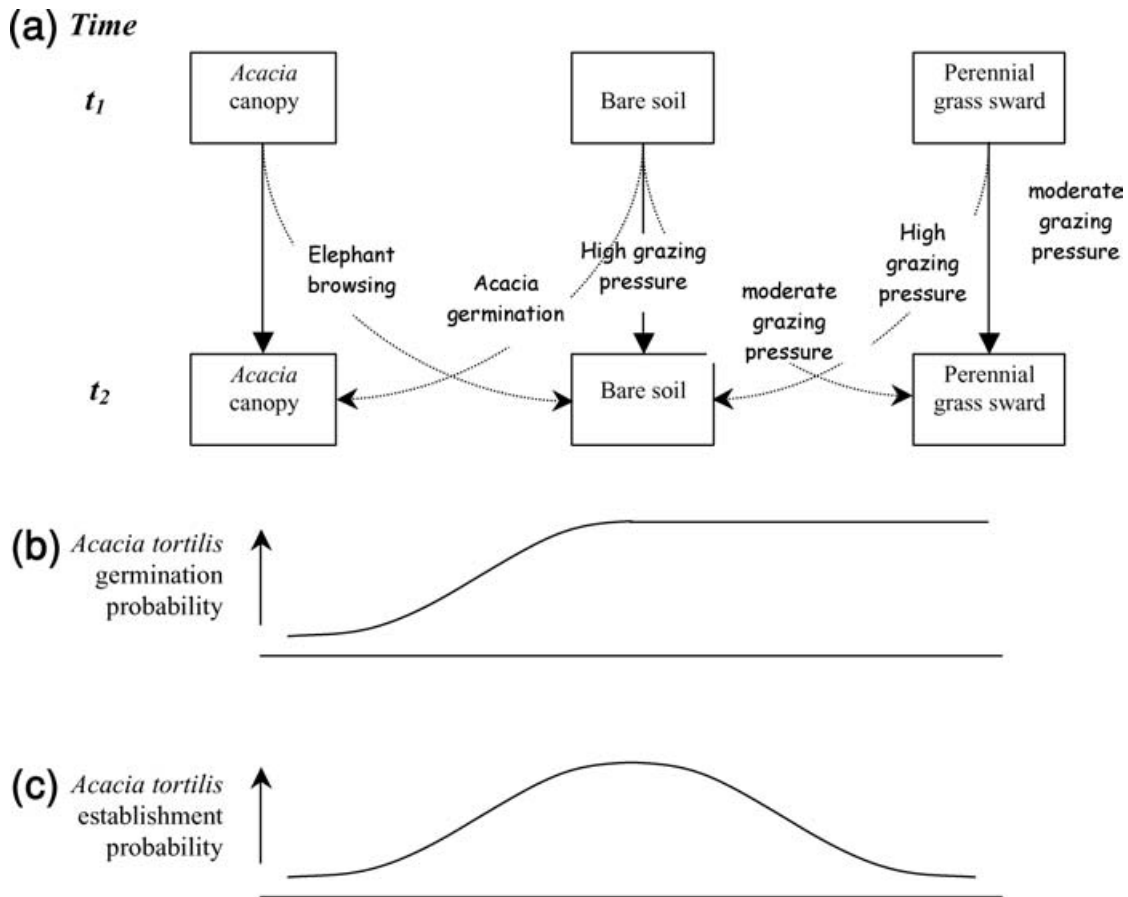 (a) Time
t1
Acacia
canopy
Bare soil
Perennial
grass sward
Elephant
browsing
Acacia
germination
High grazing
pressure
moderate
grazing
pressure
High
grazing
pressure
moderate
grazing
pressure
t2
Acacia
canopy
Bare soil
Perennial
grass sward
(b) Acacia tortilis
germination
probability
(c) Acacia tortilis
establishment
probability